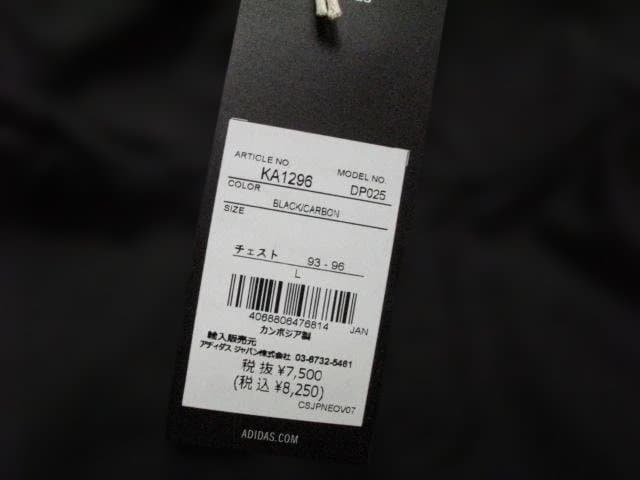 ARTICLE NO
MODEL NO.
KA1296
DP025
COLOR
BLACK/CARBON
SIZE
チェスト 93 - 96
L
4068806476814 JAN
カンボジア製
輸入販売元
アディダス ジャパン株式会社 03-6732-5461
税抜 ¥7,500
(税込 ¥8,250)
CSJPNEOV07
ADIDAS.COM